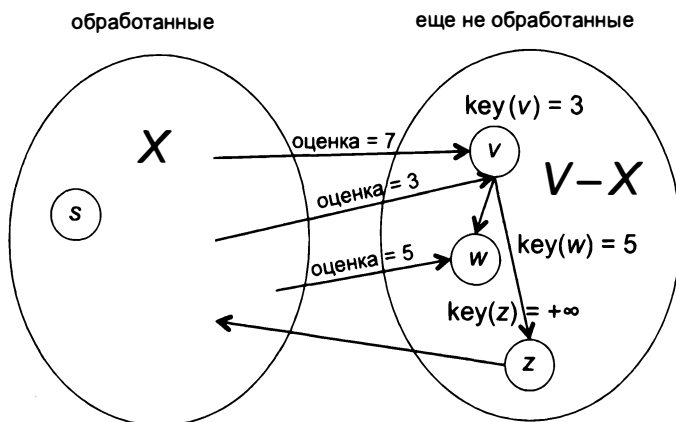 обработанные
еще не обработанные
key(v) = 3
оценка = 7
v
X
V – X
s
оценка = 3
оценка = 5
w
key(w) = 5
key(z) = +∞
z